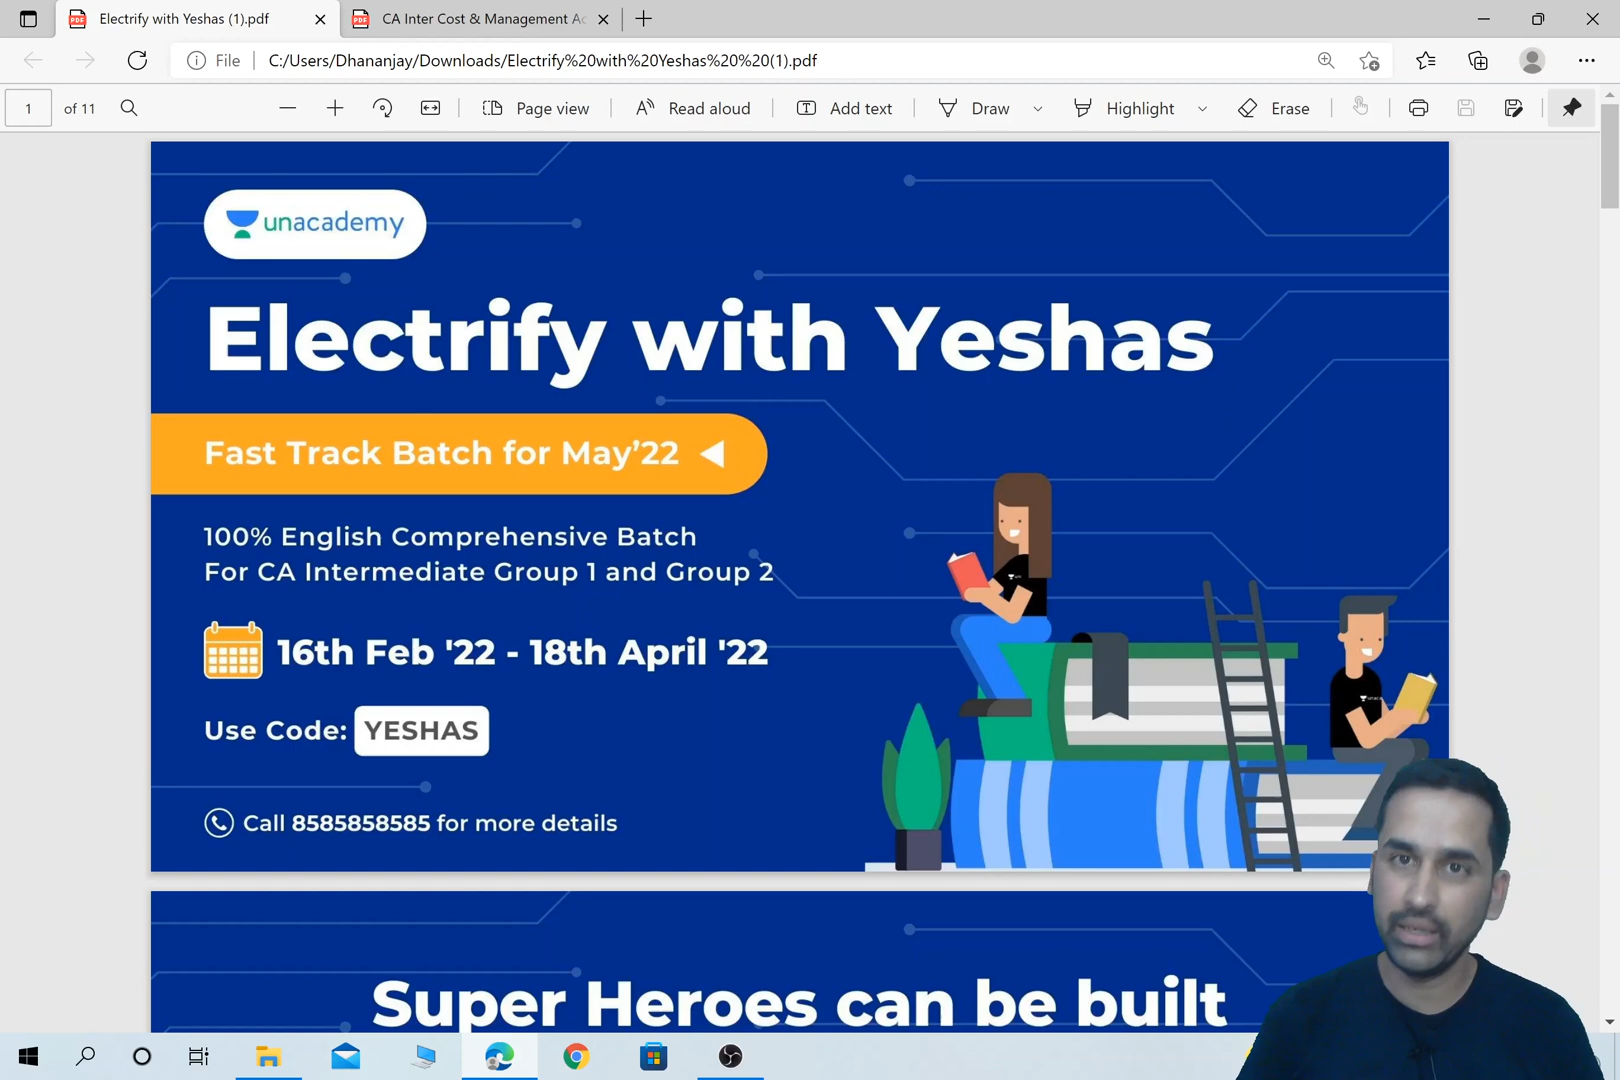 Electrify with Yeshas (1).pdf
CA Inter Cost & Management Ac
File
C:/Users/Dhananjay/Downloads/Electrify%20with%20Yeshas%20%20(1).pdf
1 of 11
Page view
Read aloud
Add text
Draw
Highlight
Erase
unacademy
Electrify with Yeshas
Fast Track Batch for May'22
100% English Comprehensive Batch
For CA Intermediate Group 1 and Group 2
16th Feb '22 - 18th April '22
Use Code: YESHAS
Call 8585858585 for more details
Super Heroes can be built